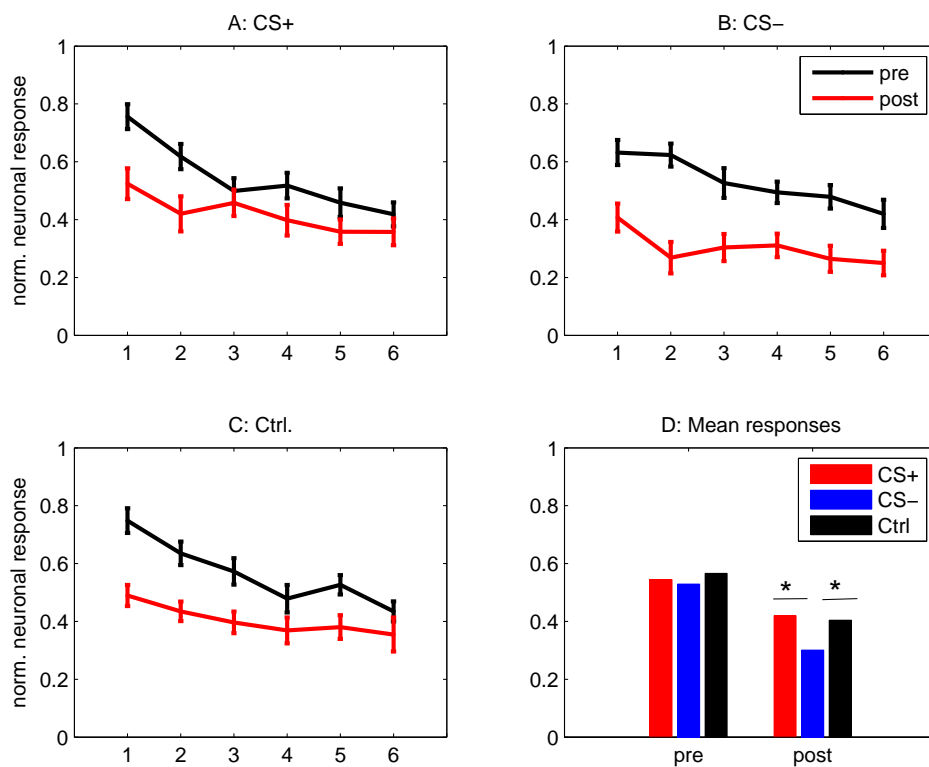 A: CS+
norm. neuronal response
1
0.8
0.6
0.4
0.2
0
1 2 3 4 5 6
B: CS−
pre
post
1
0.8
0.6
0.4
0.2
0
1 2 3 4 5 6
C: Ctrl.
norm. neuronal response
1
0.8
0.6
0.4
0.2
0
1 2 3 4 5 6
D: Mean responses
CS+
CS−
Ctrl
1
0.8
0.6
0.4
0.2
0
* *
pre post